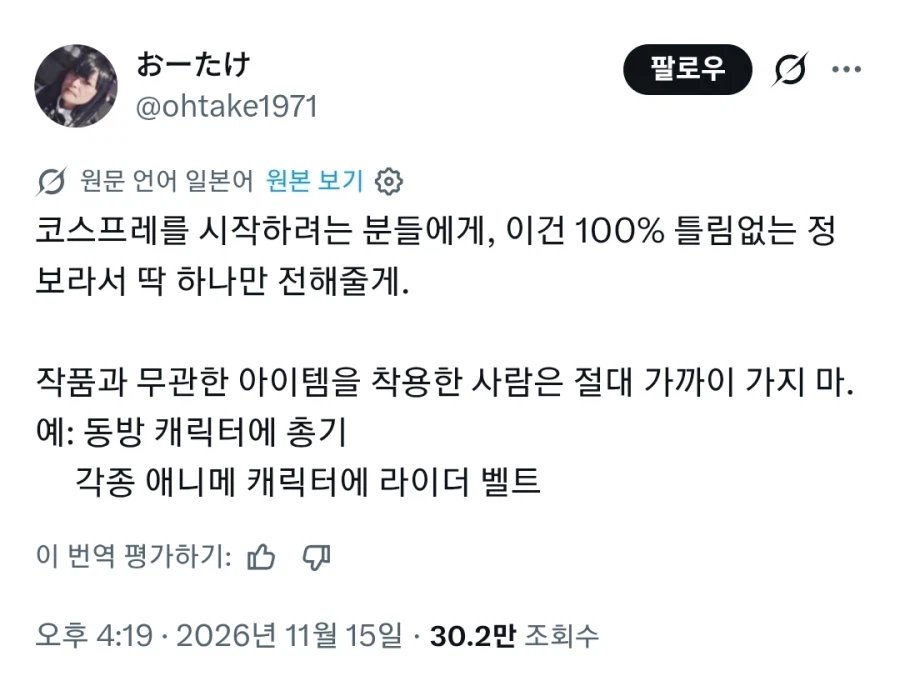 おーたけ
@ohtake1971
팔로우
원문 언어 일본어 원본 보기
코스프레를 시작하려는 분들에게, 이건 100% 틀림없는 정
보라서 딱 하나만 전해줄게.
작품과 무관한 아이템을 착용한 사람은 절대 가까이 가지 마.
예: 동방 캐릭터에 총기
각종 애니메 캐릭터에 라이더 벨트
이 번역 평가하기:
오후 4:19 · 2026년 11월 15일 · 30.2만 조회수